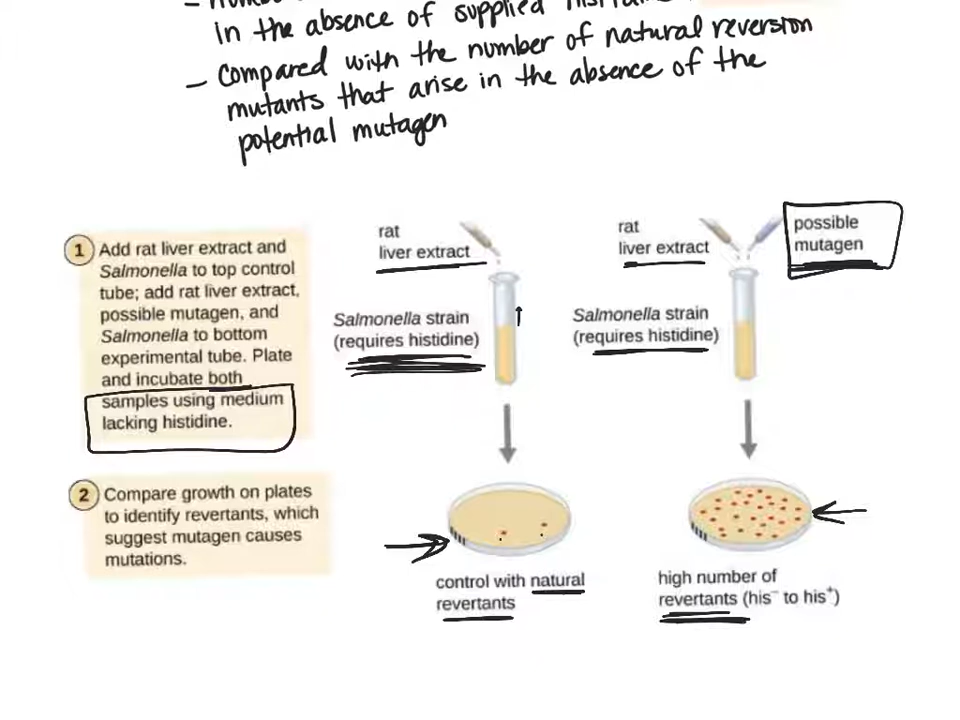 in the absence of supplied
– Compared with the number of natural reversion
mutants that arise in the absence of the
potential mutagen
1 Add rat liver extract and
Salmonella to top control
tube; add rat liver extract,
possible mutagen, and
Salmonella to bottom
experimental tube. Plate
and incubate both
samples using medium
lacking histidine.
rat
liver extract
Salmonella strain
(requires histidine)
rat
liver extract
possible
mutagen
Salmonella strain
(requires histidine)
2 Compare growth on plates
to identify revertants, which
suggest mutagen causes
mutations.
control with natural
revertants
high number of
revertants (his⁻ to his⁺)